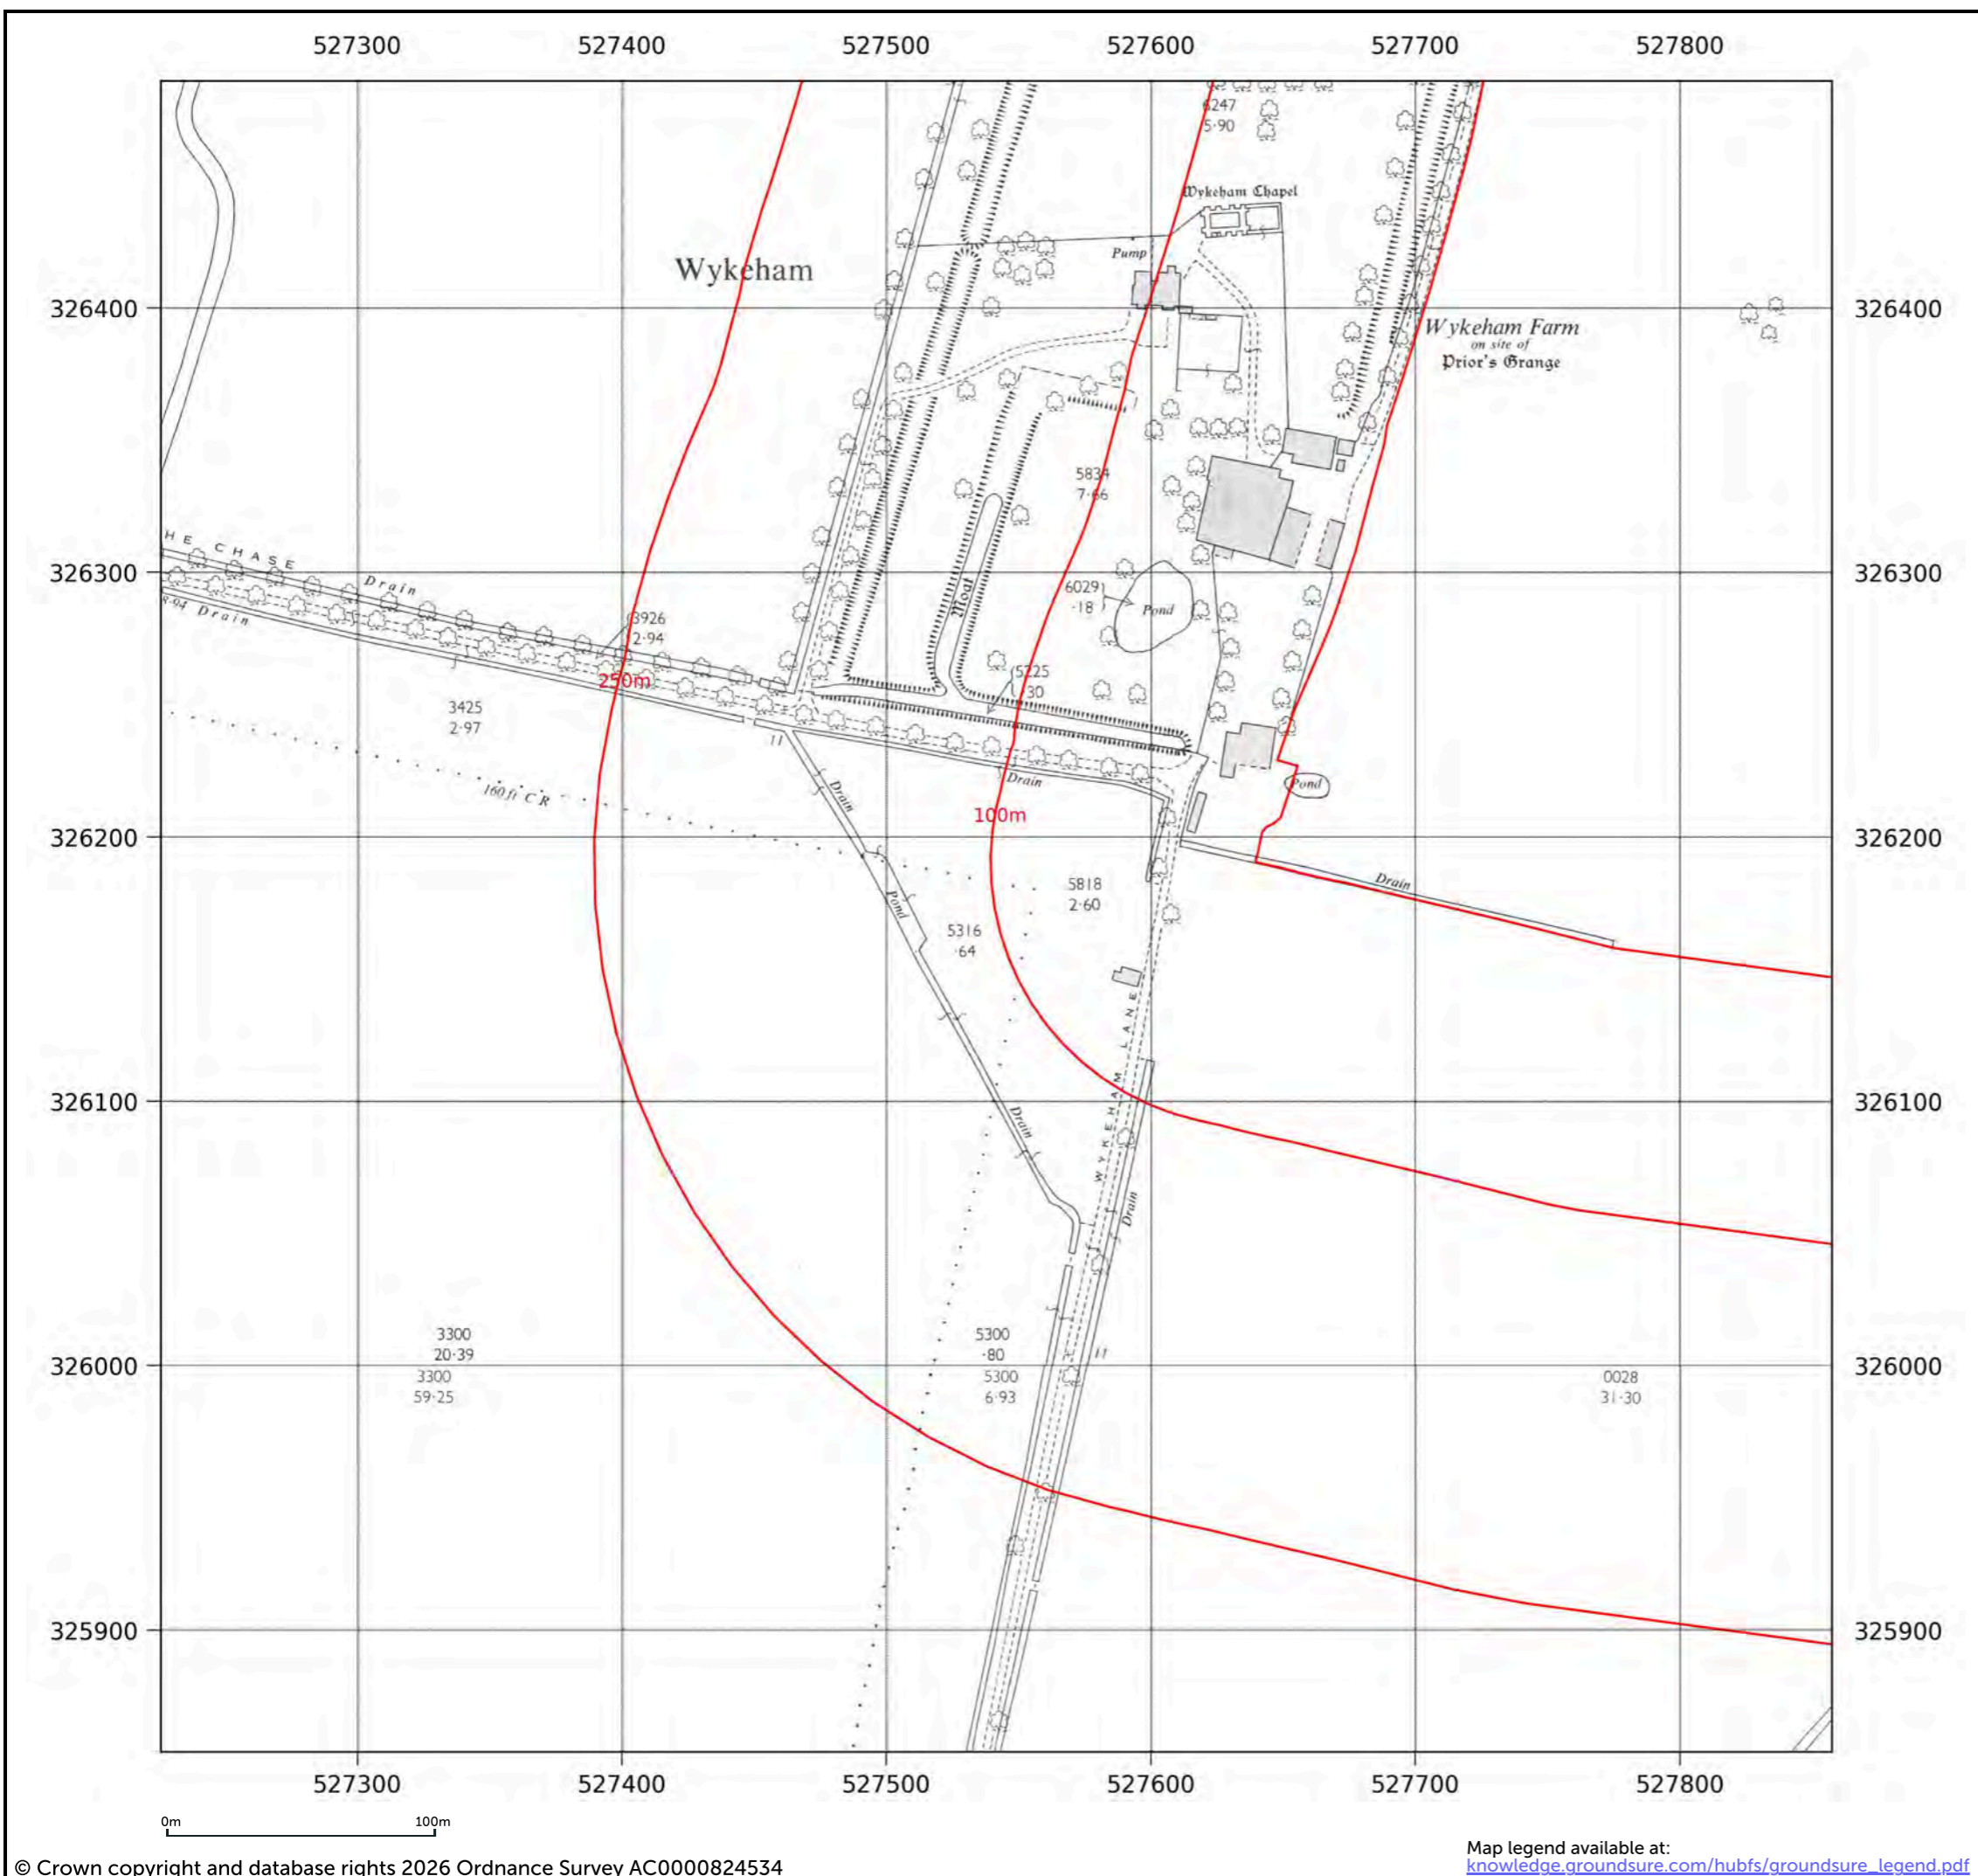 527300 527400 527500 527600 527700 527800
6247
5·90
Wykeham Chapel
Pump
Wykeham
326400
326400
Wykeham Farm
on site of
Prior's Grange
5834
7·66
HE CHASE
Drain
326300
326300
8·94 Drain
Moat
6029
·18
Pond
3926
2·94
250m
5225
·30
3425
2·97
Drain
Drain
Pond
160ft C R
100m
326200
326200
Drain
Pond
5818
2·60
5316
·64
WYKEHAM LANE
326100
326100
Drain
Drain
3300
20·39
5300
·80
326000
326000
3300
59·25
5300
6·93
0028
31·30
325900
325900
527300 527400 527500 527600 527700 527800
0m 100m
© Crown copyright and database rights 2026 Ordnance Survey AC0000824534
Map legend available at:
knowledge.groundsure.com/hubfs/groundsure_legend.pdf